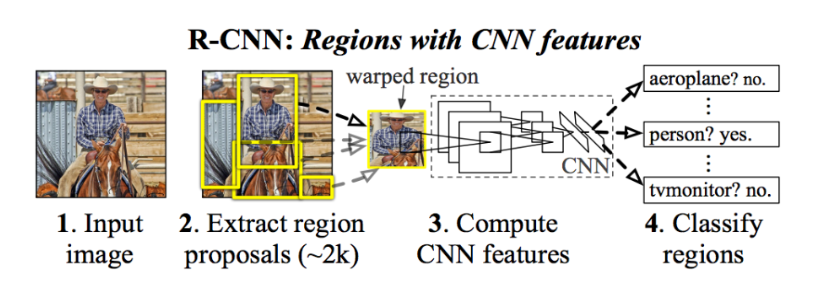 R-CNN: Regions with CNN features
warped region
aeroplane? no.
⋮
person? yes.
⋮
tvmonitor? no.
CNN
1. Input
image
2. Extract region
proposals (~2k)
3. Compute
CNN features
4. Classify
regions